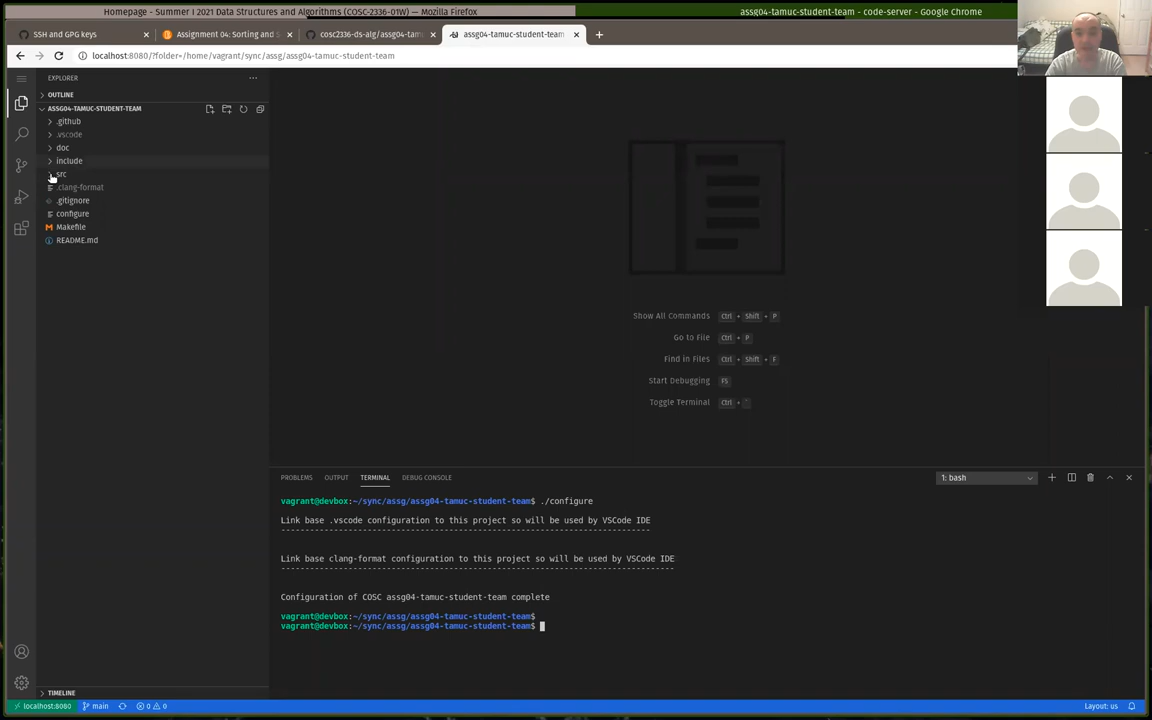 Homepage - Summer I 2021 Data Structures and Algorithms (COSC-2336-01W) — Mozilla Firefox
assg04-tamuc-student-team - code-server - Google Chrome
SSH and GPG keys
Assignment 04: Sorting and S
cosc2336-ds-alg/assg04-tamu
assg04-tamuc-student-team
localhost:8080/?folder=/home/vagrant/sync/assg/assg04-tamuc-student-team
EXPLORER
OUTLINE
ASSG04-TAMUC-STUDENT-TEAM
.github
.vscode
doc
include
src
.clang-format
.gitignore
configure
Makefile
README.md
Show All Commands Ctrl + Shift + P
Go to File Ctrl + P
Find in Files Ctrl + Shift + F
Start Debugging F5
Toggle Terminal Ctrl + `
PROBLEMS OUTPUT TERMINAL DEBUG CONSOLE
1: bash
vagrant@devbox:~/sync/assg/assg04-tamuc-student-team$ ./configure
Link base .vscode configuration to this project so will be used by VSCode IDE
-----------------------------------------------------------------------------
Link base clang-format configuration to this project so will be used by VSCode IDE
----------------------------------------------------------------------------------
Configuration of COSC assg04-tamuc-student-team complete
vagrant@devbox:~/sync/assg/assg04-tamuc-student-team$
vagrant@devbox:~/sync/assg/assg04-tamuc-student-team$
TIMELINE
localhost:8080 main 0 0
Layout: us